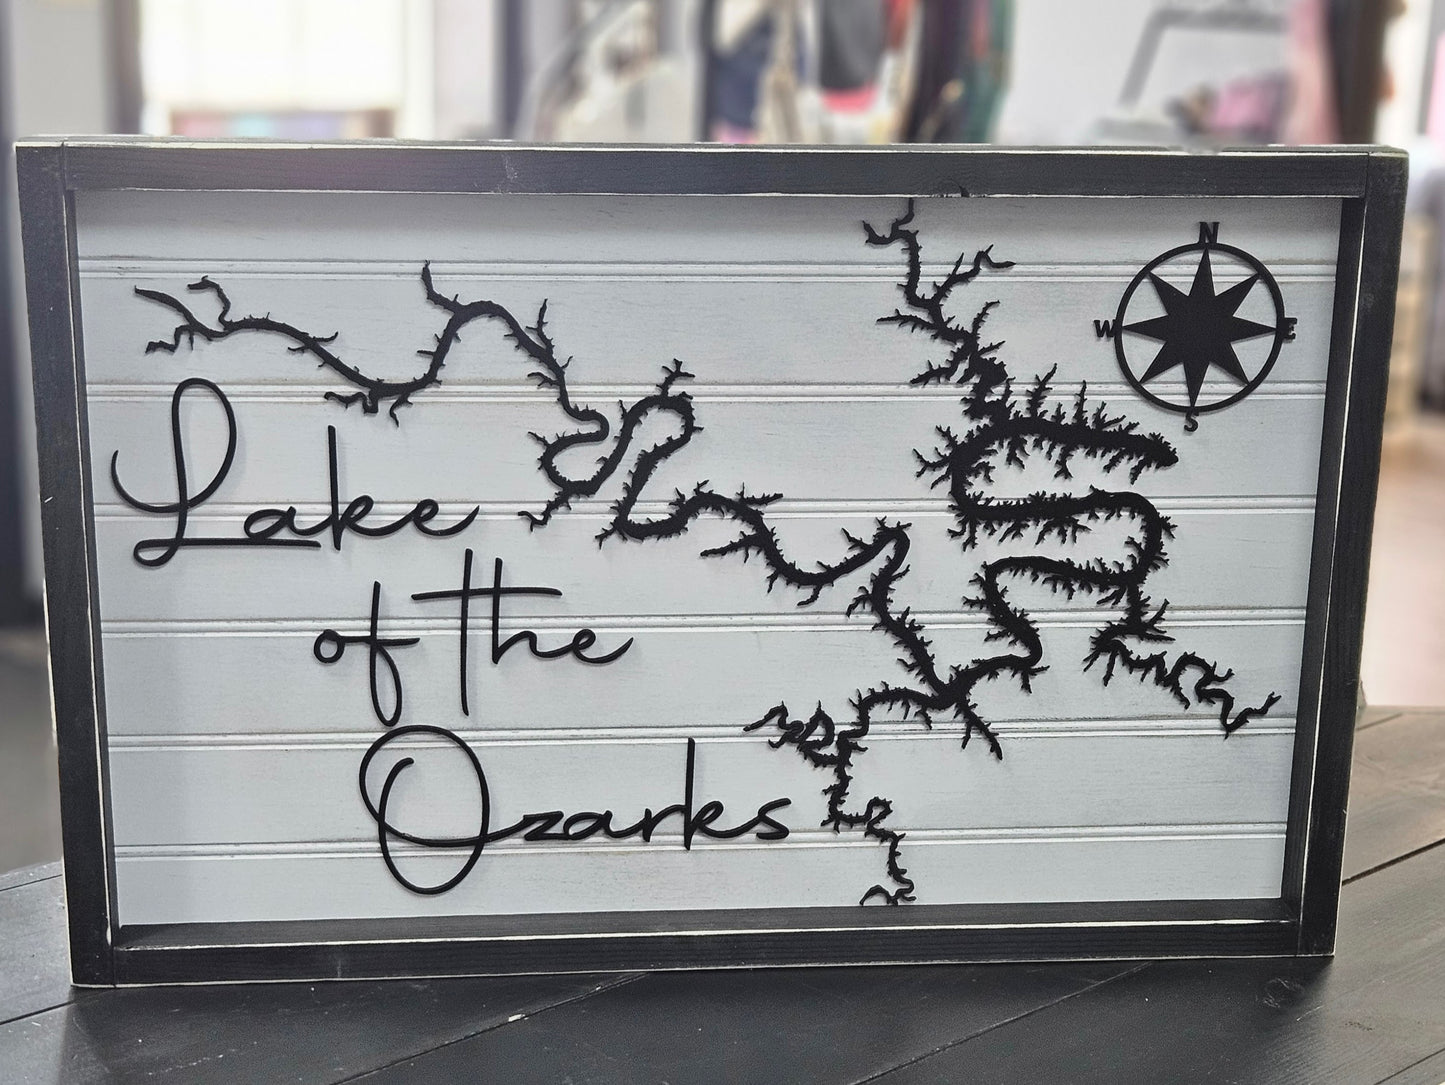 Lake
of the
Ozarks
N
W E
S